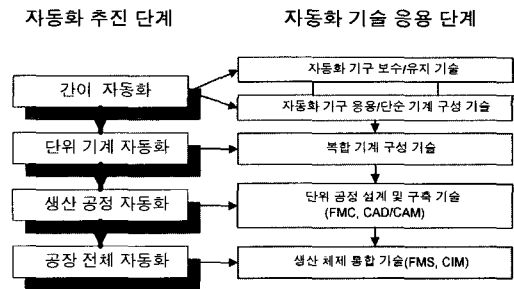 자동화 추진 단계
자동화 기술 응용 단계
간이 자동화
자동화 기구 보수/유지 기술
자동화 기구 응용/단순 기계 구성 기술
단위 기계 자동화
복합 기계 구성 기술
생산 공정 자동화
단위 공정 설계 및 구축 기술
(FMC, CAD/CAM)
공장 전체 자동화
생산 체제 통합 기술(FMS, CIM)